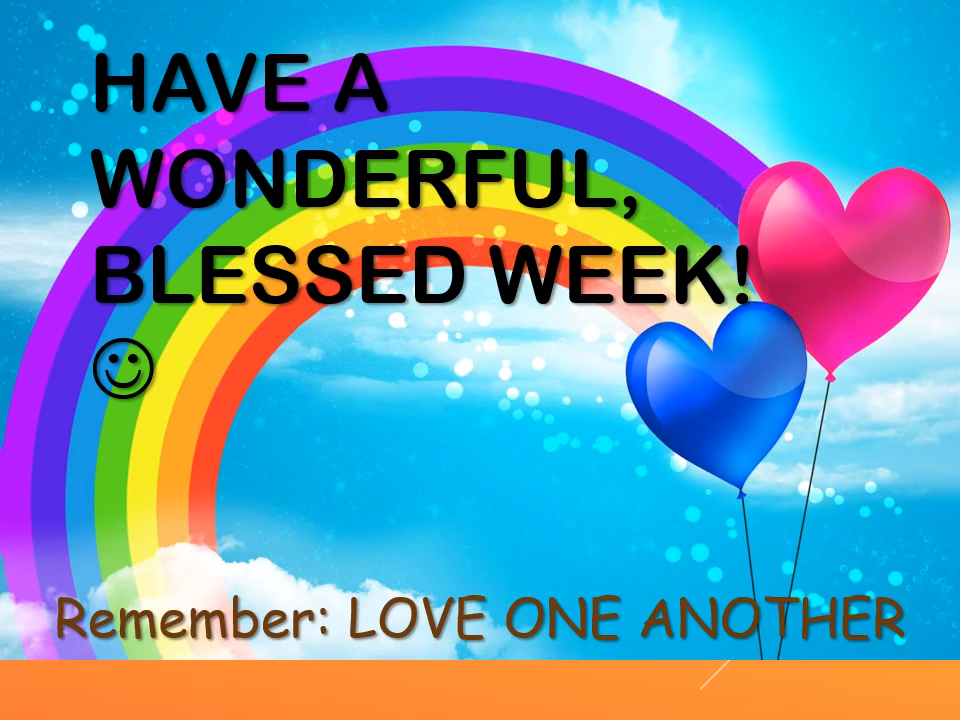 HAVE A
WONDERFUL,
BLESSED WEEK!
☺
Remember: LOVE ONE ANOTHER